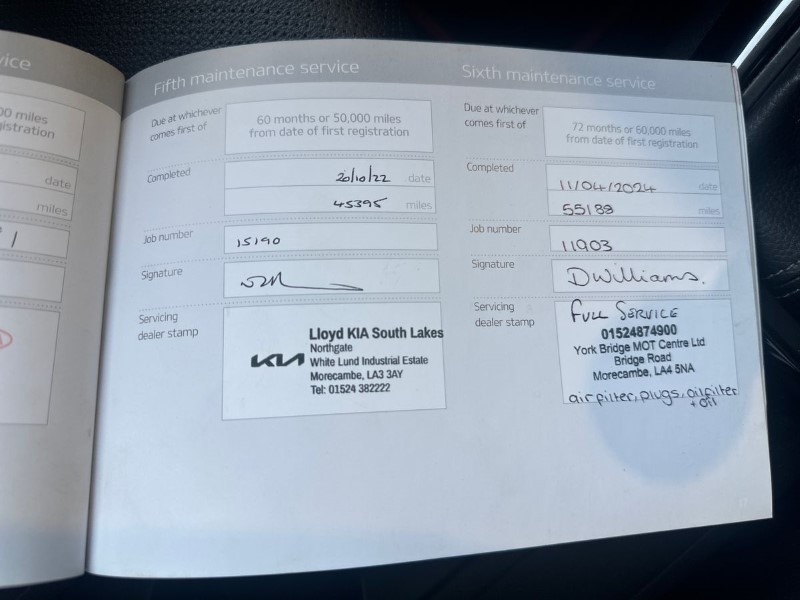 vice
00 miles
gistration
date
miles
Fifth maintenance service
Due at whichever
comes first of
60 months or 50,000 miles
from date of first registration
Completed
20/10/22 date
45395 miles
Job number
15190
Signature
Servicing
dealer stamp
KIA
Lloyd KIA South Lakes
Northgate
White Lund Industrial Estate
Morecambe, LA3 3AY
Tel: 01524 382222
Sixth maintenance service
Due at whichever
comes first of
72 months or 60,000 miles
from date of first registration
Completed
11/04/2024 date
55188 miles
Job number
11903
Signature
DWilliams.
Servicing
dealer stamp
Full Service
01524874900
York Bridge MOT Centre Ltd
Bridge Road
Morecambe, LA4 5NA
air filter, plugs, oil filter
+ oil